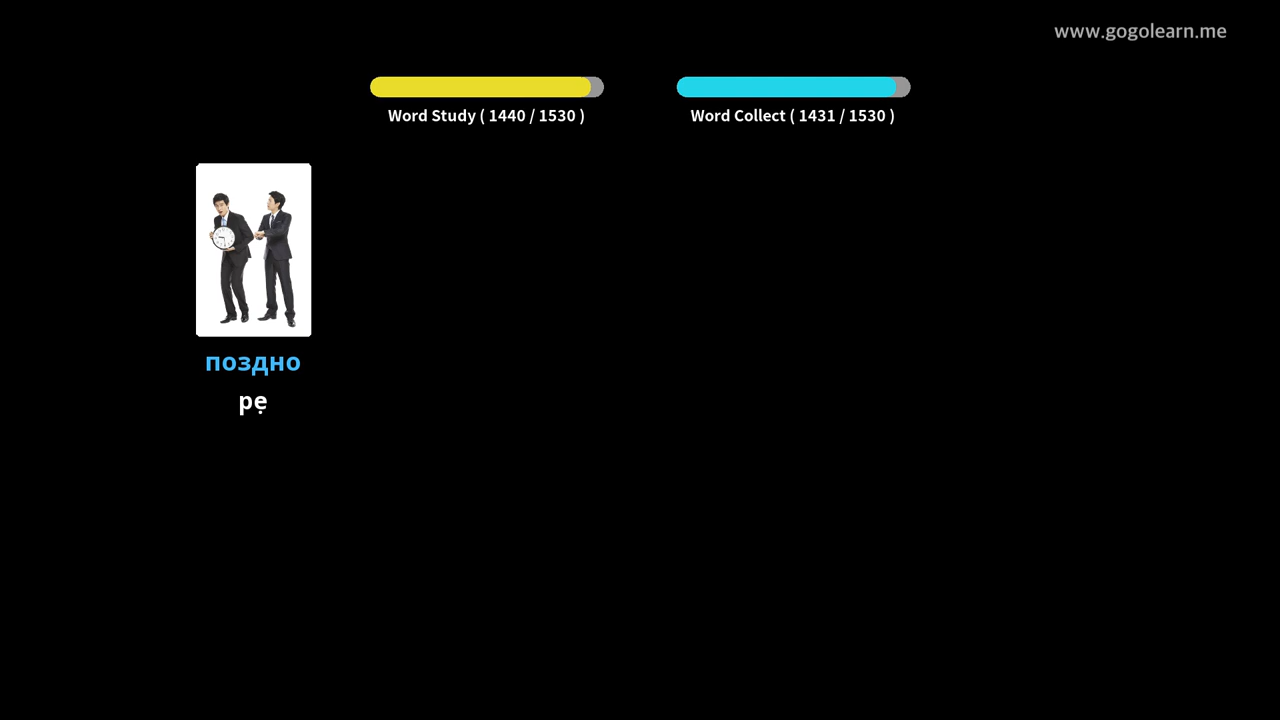 www.gogolearn.me
Word Study ( 1440 / 1530 )
Word Collect ( 1431 / 1530 )
поздно
pẹ